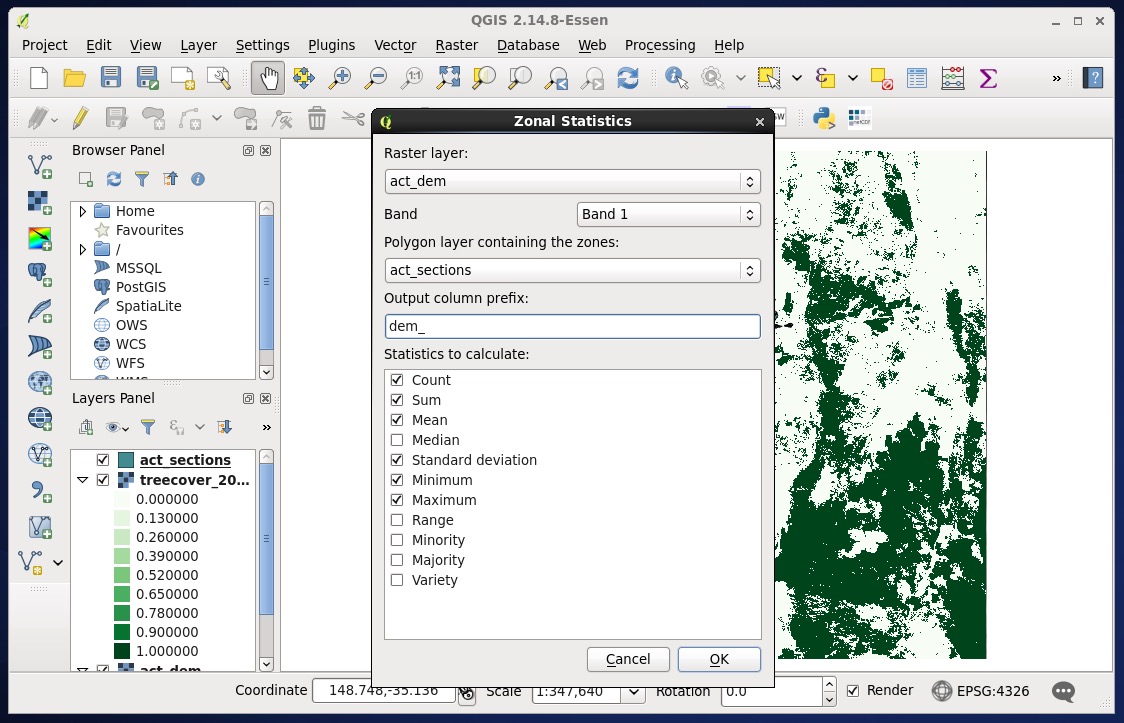 QGIS 2.14.8-Essen
Project Edit View Layer Settings Plugins Vector Raster Database Web Processing Help
1:1
»
?
Zonal Statistics
Raster layer:
act_dem
Band
Band 1
Polygon layer containing the zones:
act_sections
Output column prefix:
dem_
Statistics to calculate:
Count
Sum
Mean
Median
Standard deviation
Minimum
Maximum
Range
Minority
Majority
Variety
Cancel
OK
Browser Panel
Home
Favourites
/
MSSQL
PostGIS
SpatiaLite
OWS
WCS
WFS
WMS
Layers Panel
»
act_sections
treecover_20...
0.000000
0.130000
0.260000
0.390000
0.520000
0.650000
0.780000
0.900000
1.000000
act_dem
Coordinate 148.748,-35.136 Scale 1:347,640 Rotation 0.0 Render EPSG:4326